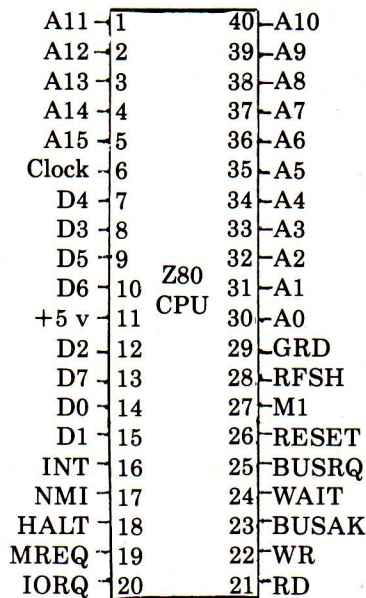 A11 1 40 A10
A12 2 39 A9
A13 3 38 A8
A14 4 37 A7
A15 5 36 A6
Clock 6 35 A5
D4 7 34 A4
D3 8 33 A3
D5 9 32 A2
D6 10 31 A1
Z80
CPU
+5 v 11 30 A0
D2 12 29 GRD
D7 13 28 RFSH
D0 14 27 M1
D1 15 26 RESET
INT 16 25 BUSRQ
NMI 17 24 WAIT
HALT 18 23 BUSAK
MREQ 19 22 WR
IORQ 20 21 RD